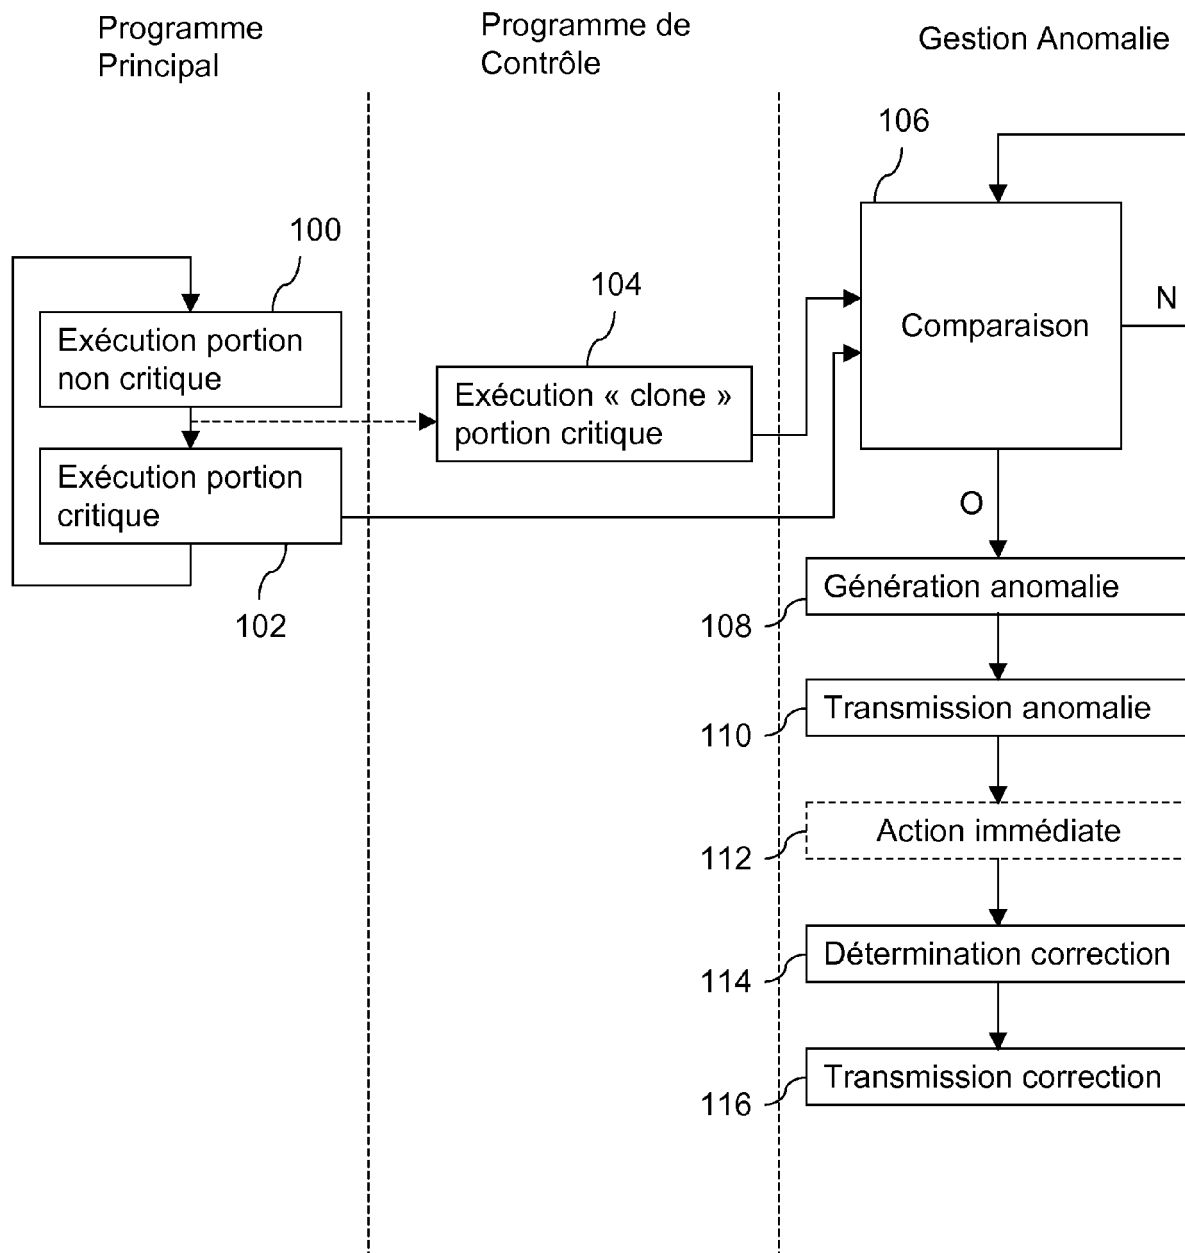 Programme
Principal
Programme de
Contrôle
Gestion Anomalie
106
100
104
Exécution portion
non critique
Exécution « clone »
portion critique
Comparaison
N
Exécution portion
critique
O
102
Génération anomalie
108
Transmission anomalie
110
Action immédiate
112
Détermination correction
114
Transmission correction
116